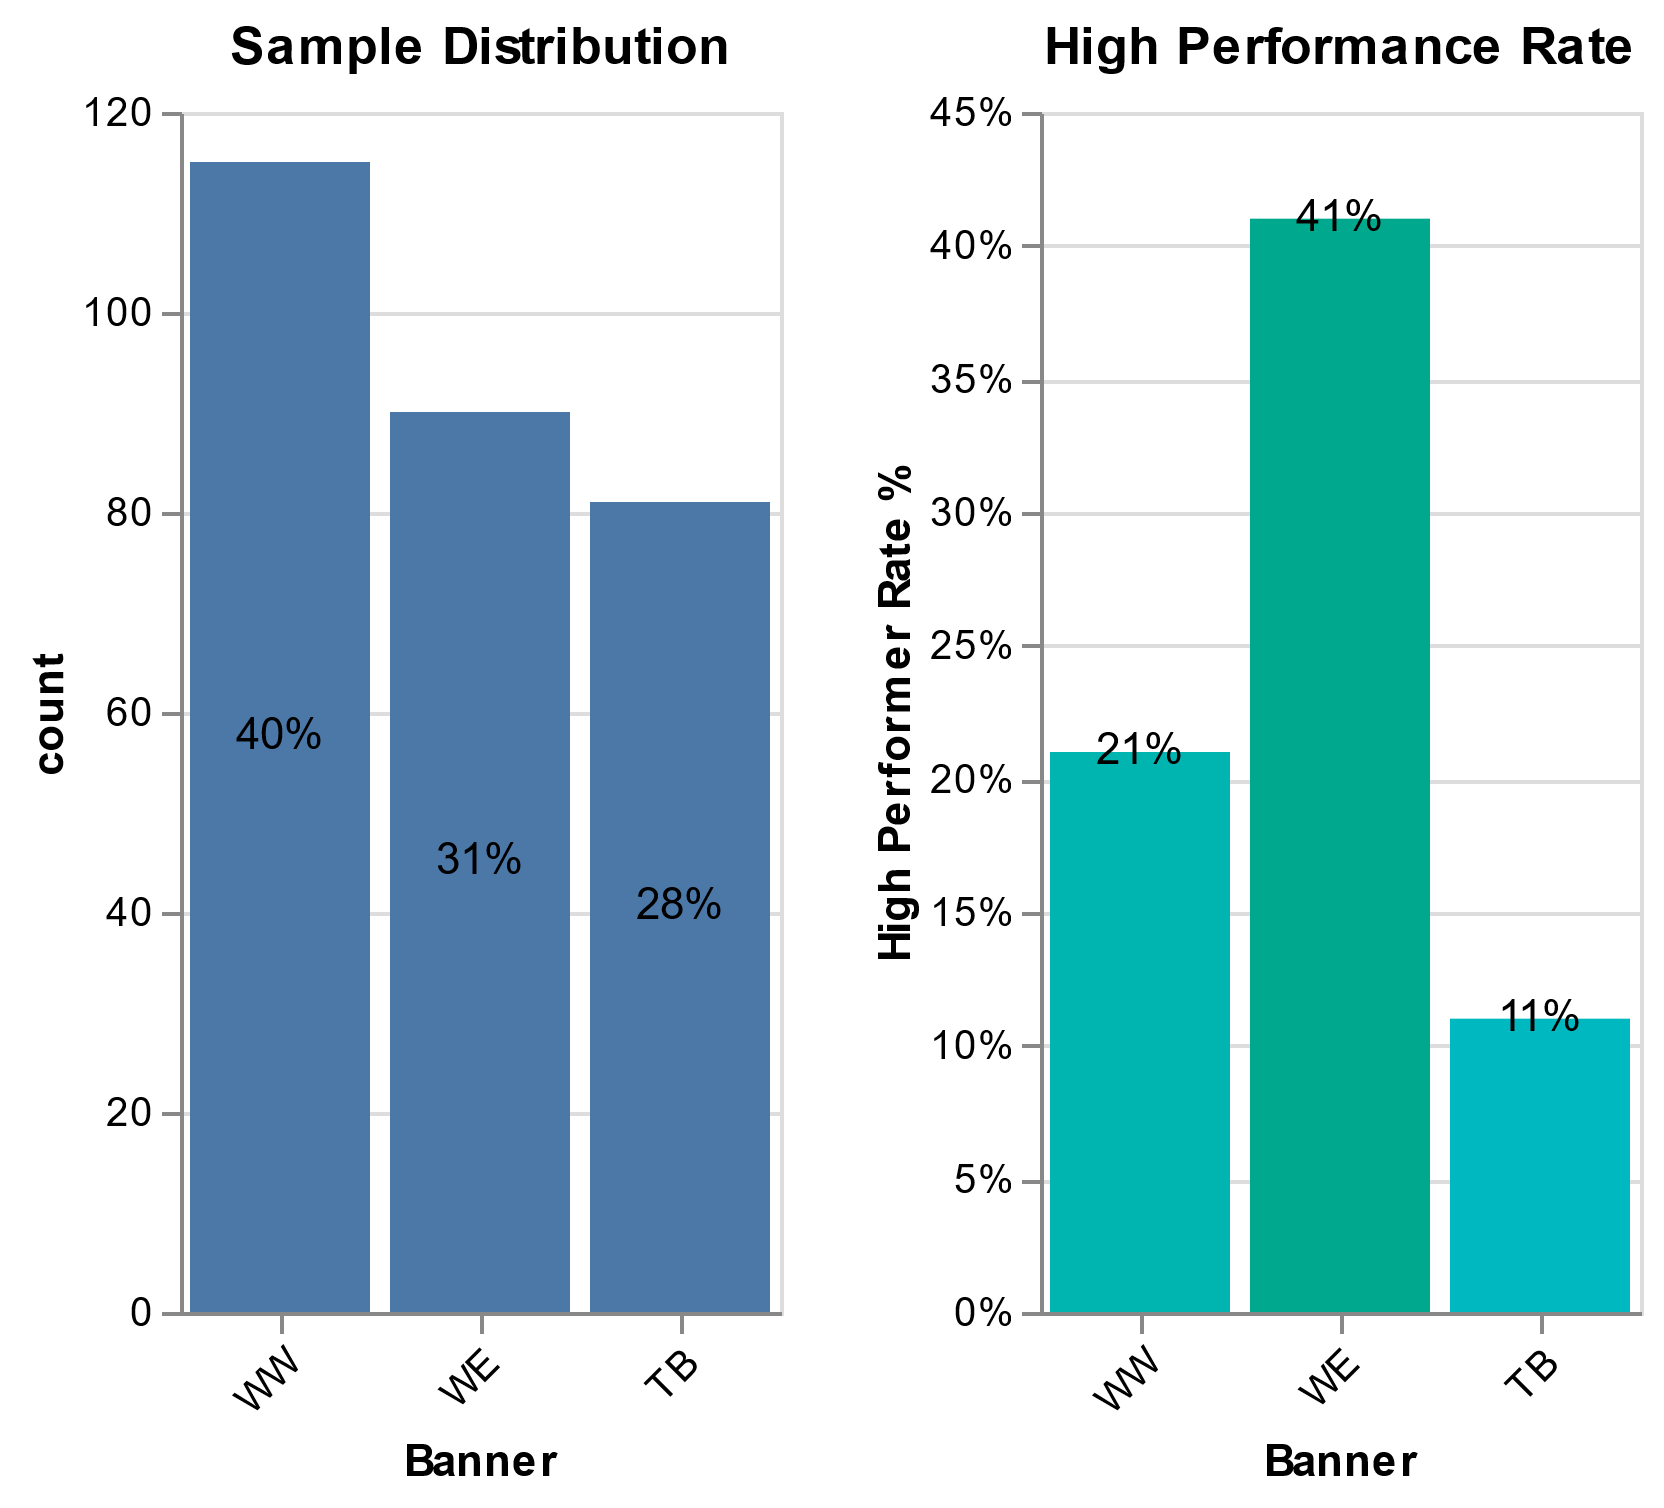 Sample Distribution
120
100
80
60
40
20
0
count
40%
31%
28%
WW
WE
TB
Banner
High Performance Rate
45%
40%
35%
30%
25%
20%
15%
10%
5%
0%
High Performer Rate %
21%
41%
11%
WW
WE
TB
Banner